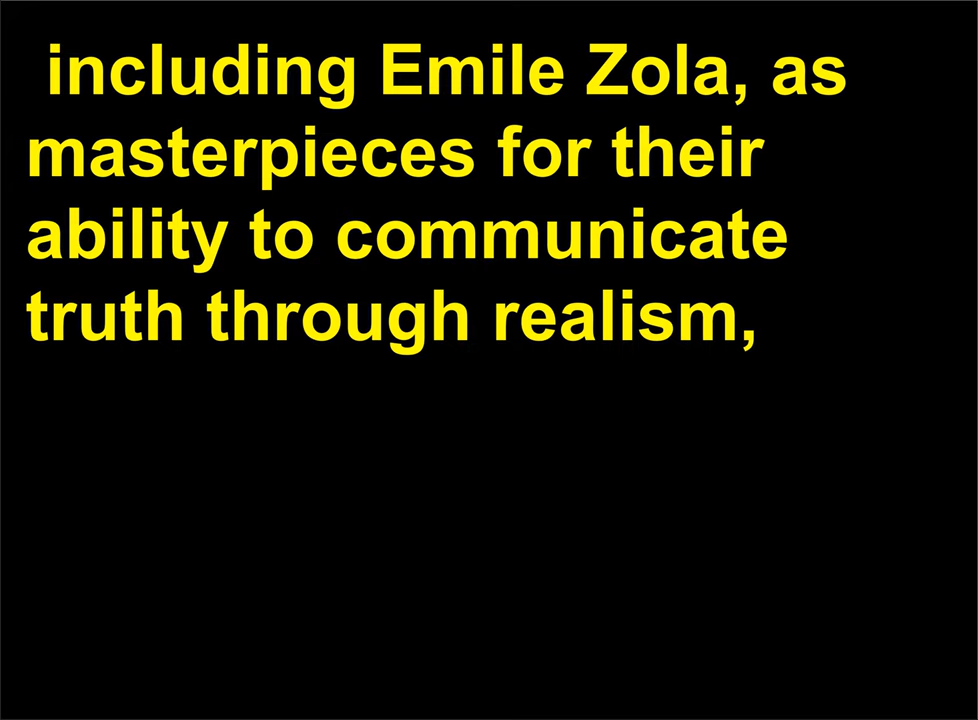 including Emile Zola, as
masterpieces for their
ability to communicate
truth through realism,